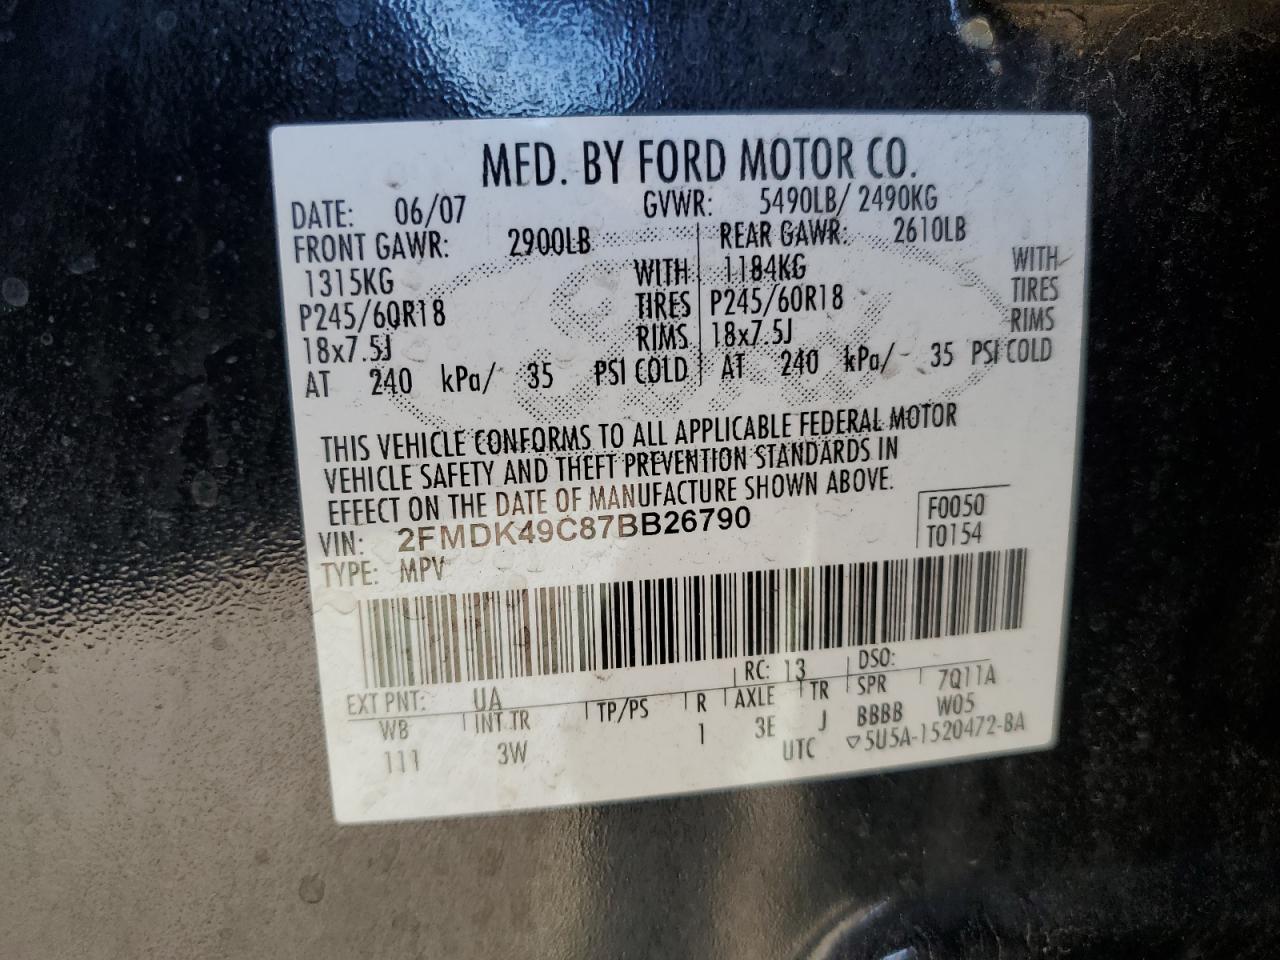 MFD. BY FORD MOTOR CO.
DATE: 06/07 GVWR: 5490LB/ 2490KG
FRONT GAWR: 2900LB REAR GAWR: 2610LB
1315KG WITH 1184KG WITH
P245/60R18 TIRES P245/60R18 TIRES
18x7.5J RIMS 18x7.5J RIMS
AT 240 kPa/ 35 PSI COLD AT 240 kPa/ 35 PSI COLD
THIS VEHICLE CONFORMS TO ALL APPLICABLE FEDERAL MOTOR
VEHICLE SAFETY AND THEFT PREVENTION STANDARDS IN
EFFECT ON THE DATE OF MANUFACTURE SHOWN ABOVE.
VIN: 2FMDK49C87BB26790 F0050
TYPE: MPV T0154
EXT PNT: UA RC: 13 DSO:
WB INT TR TP/PS R AXLE TR SPR 7Q11A
111 3W 1 3E J BBBB W05
UTC ▽5U5A-1520472-BA